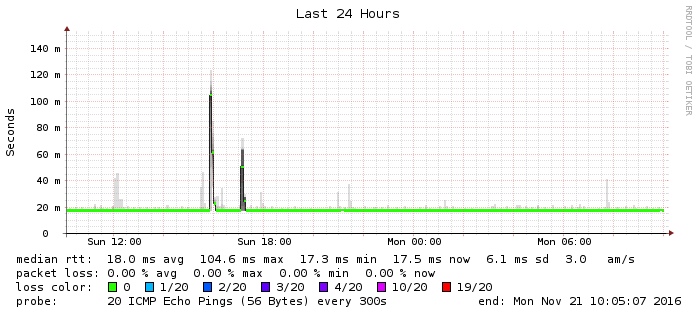 Last 24 Hours
RRDTOOL / TOBI OETIKER
Seconds
140 m
120 m
100 m
80 m
60 m
40 m
20 m
0
Sun 12:00 Sun 18:00 Mon 00:00 Mon 06:00
median rtt: 18.0 ms avg 104.6 ms max 17.3 ms min 17.5 ms now 6.1 ms sd 3.0 am/s
packet loss: 0.00 % avg 0.00 % max 0.00 % min 0.00 % now
loss color: 0 1/20 2/20 3/20 4/20 10/20 19/20
probe: 20 ICMP Echo Pings (56 Bytes) every 300s end: Mon Nov 21 10:05:07 2016